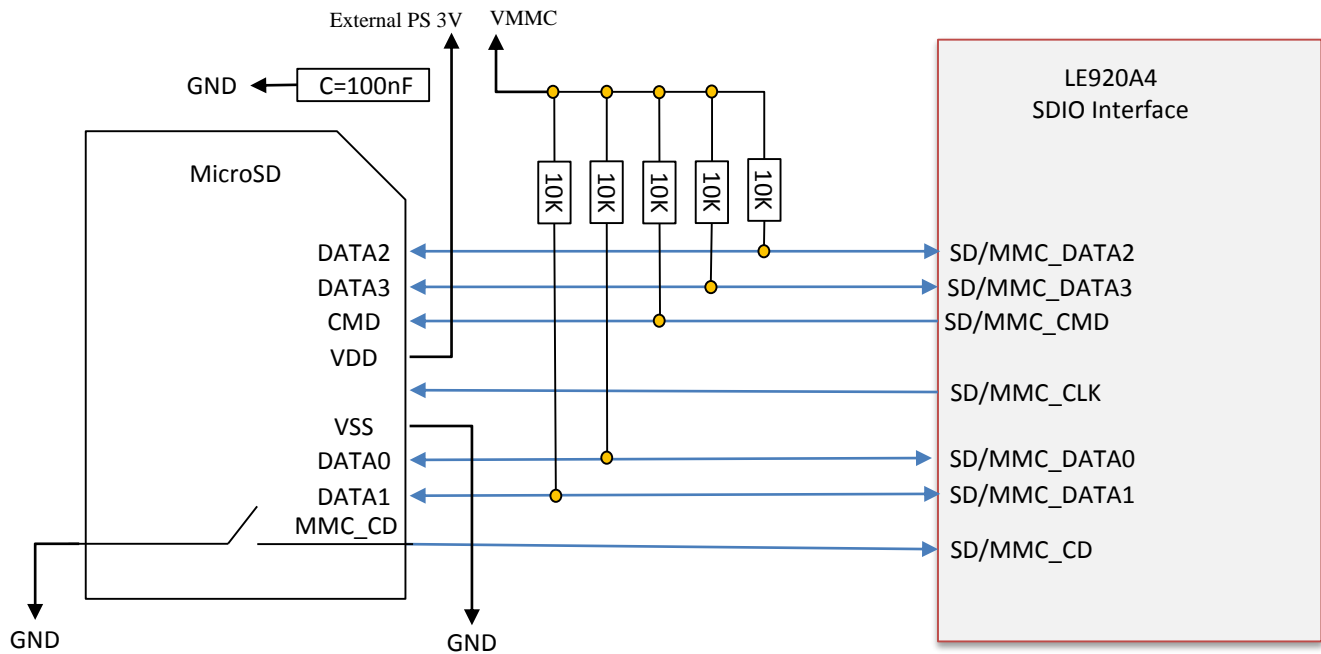 External PS 3V
VMMC
GND
C=100nF
LE920A4
SDIO Interface
MicroSD
10K
10K
10K
10K
10K
DATA2
SD/MMC_DATA2
DATA3
SD/MMC_DATA3
CMD
SD/MMC_CMD
VDD
SD/MMC_CLK
VSS
DATA0
SD/MMC_DATA0
DATA1
SD/MMC_DATA1
MMC_CD
SD/MMC_CD
GND
GND